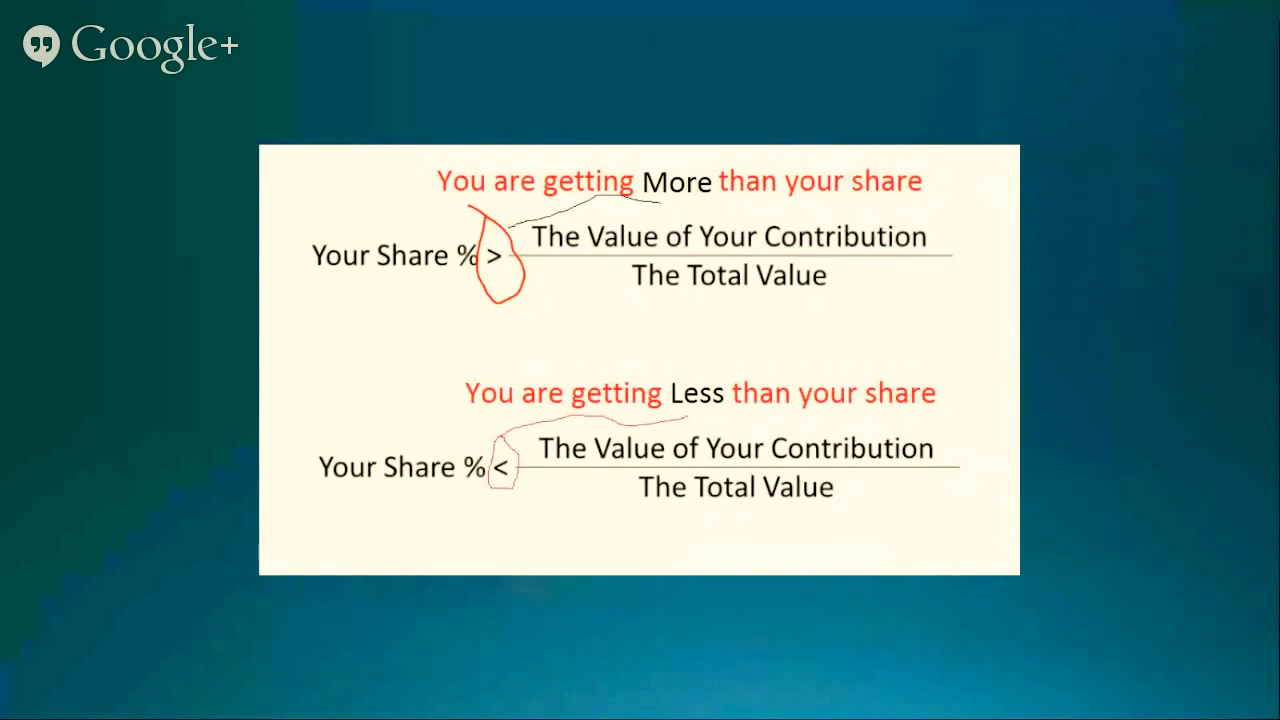 Google+
You are getting More than your share
Your Share % > The Value of Your Contribution
The Total Value
You are getting Less than your share
Your Share % < The Value of Your Contribution
The Total Value